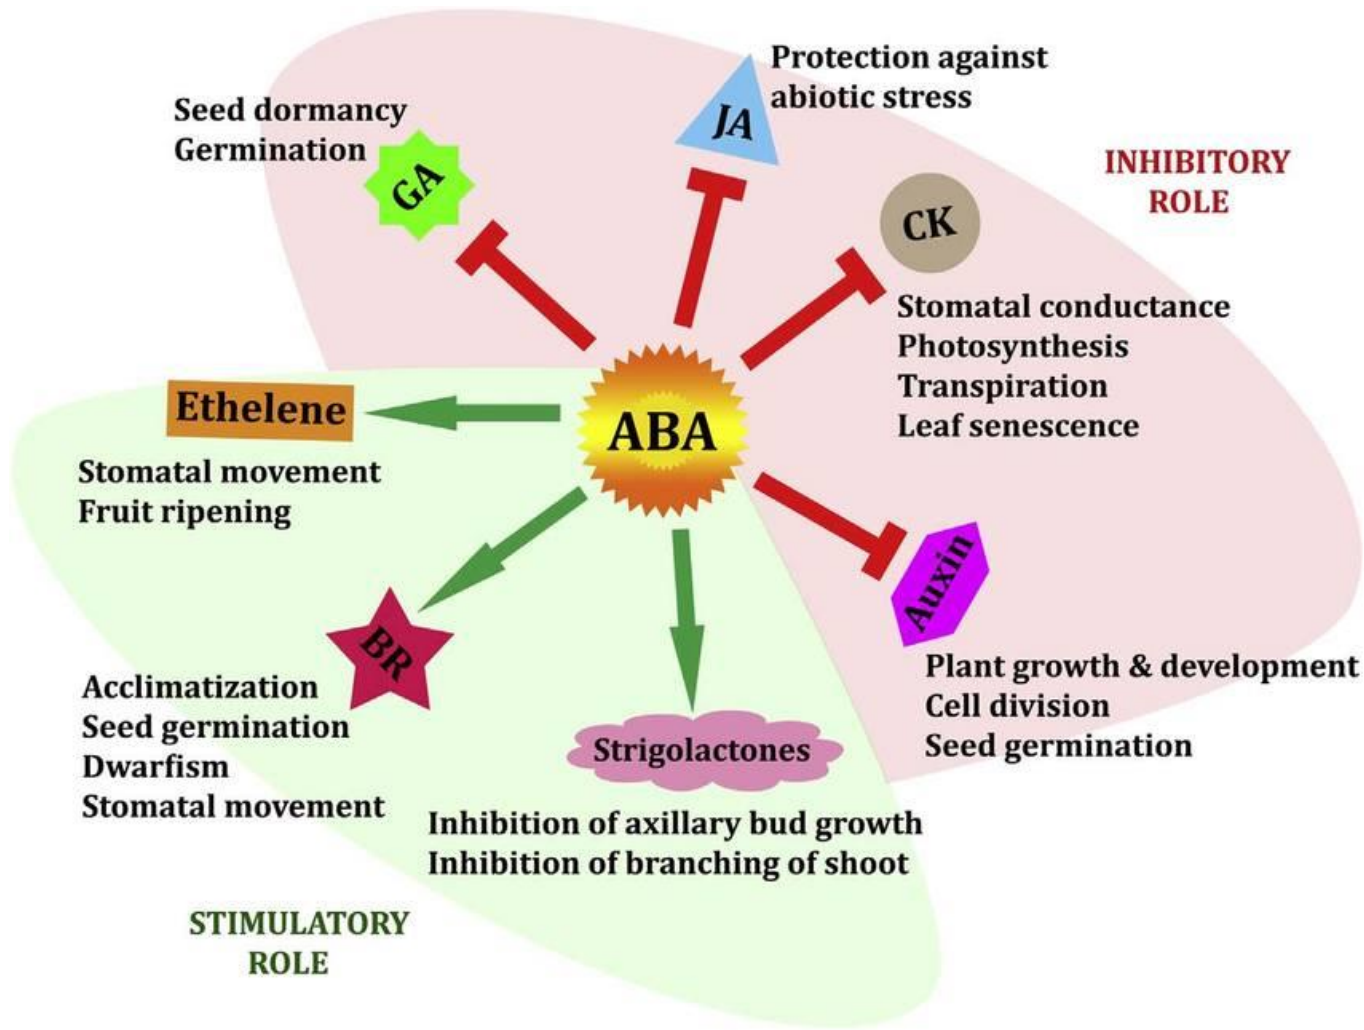 Protection against
abiotic stress
JA
Seed dormancy
Germination
GA
INHIBITORY
ROLE
CK
Stomatal conductance
Photosynthesis
Transpiration
Leaf senescence
Ethelene
ABA
Stomatal movement
Fruit ripening
Auxin
Plant growth & development
Cell division
Seed germination
BR
Acclimatization
Seed germination
Dwarfism
Stomatal movement
Strigolactones
Inhibition of axillary bud growth
Inhibition of branching of shoot
STIMULATORY
ROLE